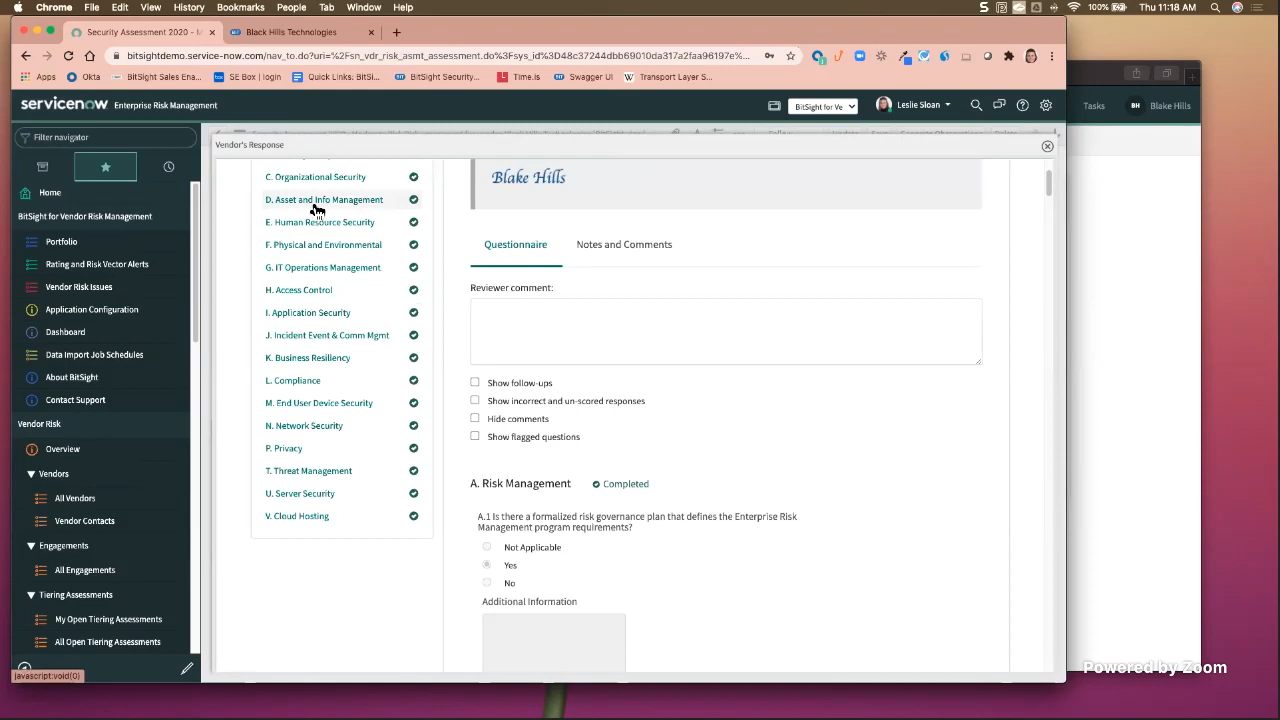 Chrome File Edit View History Bookmarks People Tab Window Help 100% Thu 11:18 AM
Security Assessment 2020 - M
Black Hills Technologies
bitsightdemo.service-now.com/nav_to.do?uri=%2Fsn_vdr_risk_asmt_assessment.do%3Fsys_id%3D48c37244dbb69010da317a2faa96197e%...
Apps Okta BitSight Sales Ena... SE Box | login Quick Links: BitSi... BitSight Security... Time.is Swagger UI Transport Layer S...
servicenow Enterprise Risk Management
BitSight for Ve
Leslie Sloan
Tasks
BH Blake Hills
Filter navigator
Home
BitSight for Vendor Risk Management
Portfolio
Rating and Risk Vector Alerts
Vendor Risk Issues
Application Configuration
Dashboard
Data Import Job Schedules
About BitSight
Contact Support
Vendor Risk
Overview
Vendors
All Vendors
Vendor Contacts
Engagements
All Engagements
Tiering Assessments
My Open Tiering Assessments
All Open Tiering Assessments
javascript:void(0)
Vendor's Response
C. Organizational Security
D. Asset and Info Management
E. Human Resource Security
F. Physical and Environmental
G. IT Operations Management
H. Access Control
I. Application Security
J. Incident Event & Comm Mgmt
K. Business Resiliency
L. Compliance
M. End User Device Security
N. Network Security
P. Privacy
T. Threat Management
U. Server Security
V. Cloud Hosting
Blake Hills
Questionnaire Notes and Comments
Reviewer comment:
Show follow-ups
Show incorrect and un-scored responses
Hide comments
Show flagged questions
A. Risk Management Completed
A.1 Is there a formalized risk governance plan that defines the Enterprise Risk
Management program requirements?
Not Applicable
Yes
No
Additional Information
Powered by Zoom